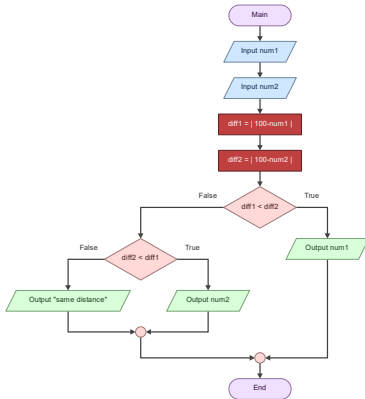 Main
Input num1
Input num2
diff1 = | 100-num1 |
diff2 = | 100-num2 |
False
True
diff1 < diff2
False
True
diff2 < diff1
Output num1
Output "same distance"
Output num2
End